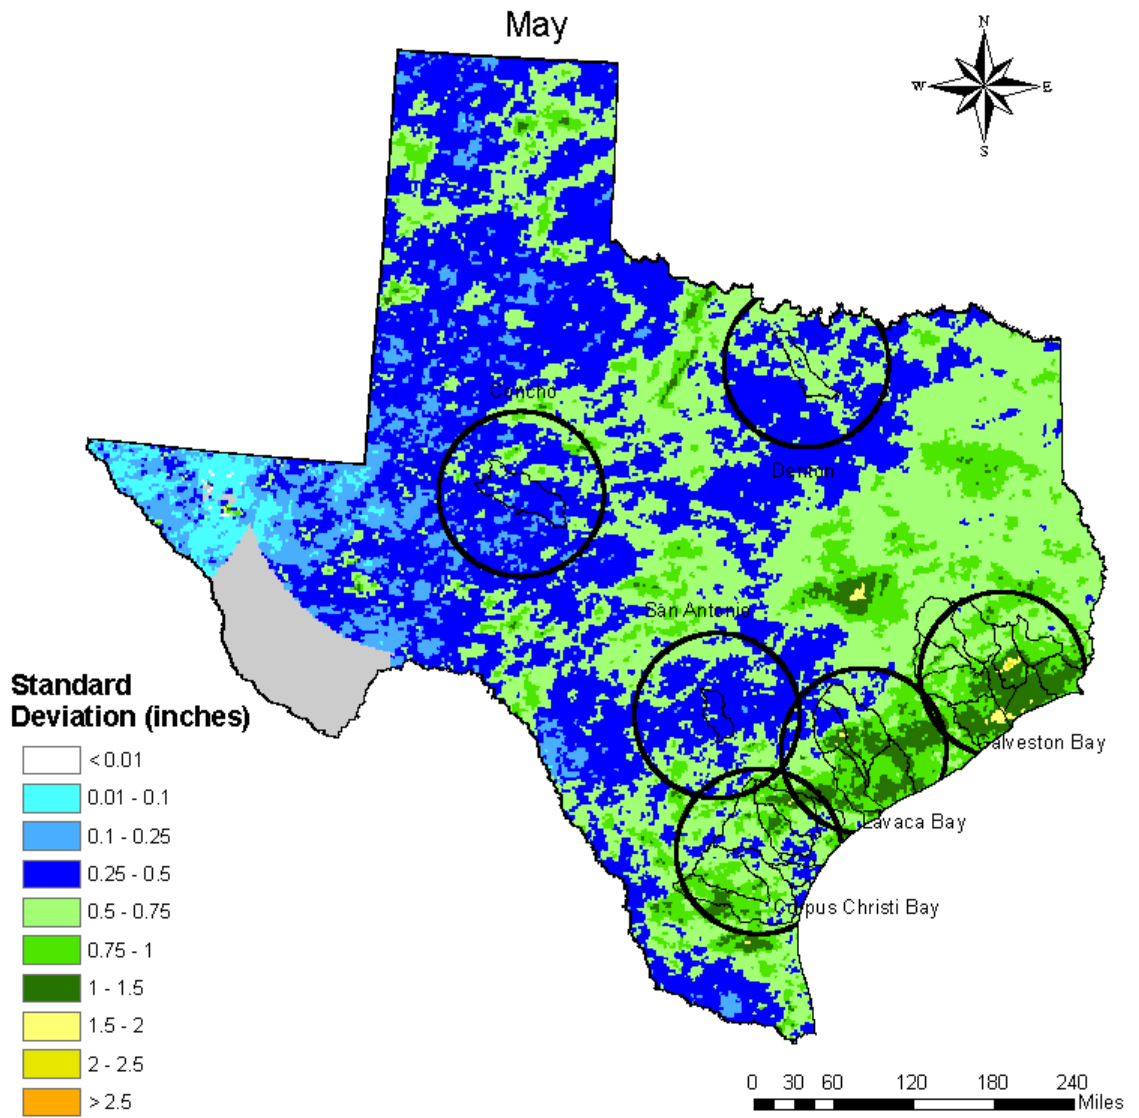 May
N
W
E
S
Concho
Denton
San Antonio
Galveston Bay
Lavaca Bay
Corpus Christi Bay
Standard
Deviation (inches)
< 0.01
0.01 - 0.1
0.1 - 0.25
0.25 - 0.5
0.5 - 0.75
0.75 - 1
1 - 1.5
1.5 - 2
2 - 2.5
> 2.5
0 30 60 120 180 240
Miles